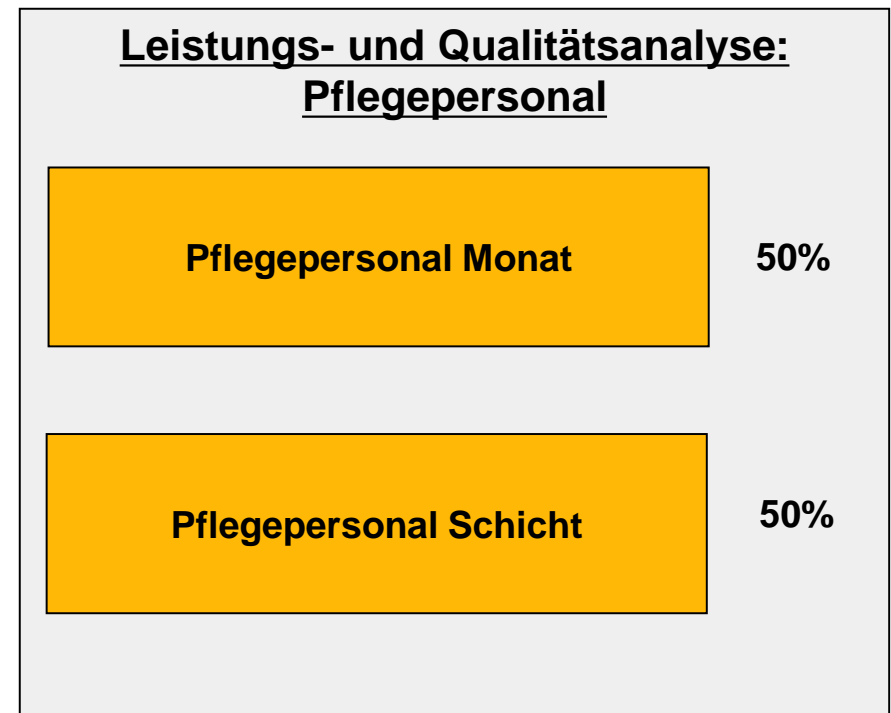 Leistungs- und Qualitätsanalyse:
Pflegepersonal
Pflegepersonal Monat 50%
Pflegepersonal Schicht 50%